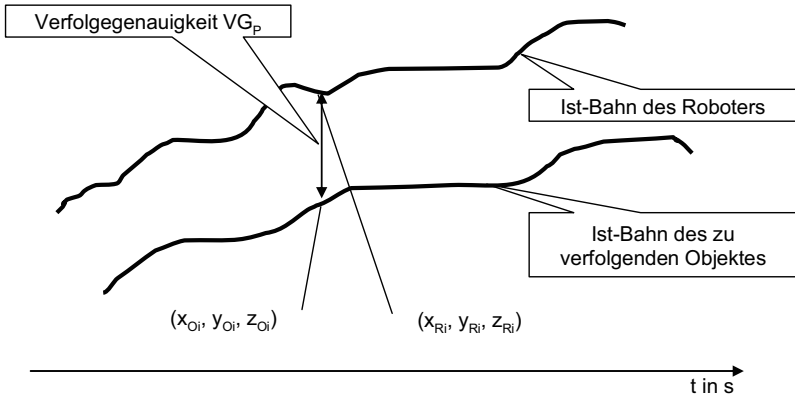 Verfolgegenauigkeit VG_P
Ist-Bahn des Roboters
Ist-Bahn des zu
verfolgenden Objektes
(x_Oi, y_Oi, z_Oi)
(x_Ri, y_Ri, z_Ri)
t in s